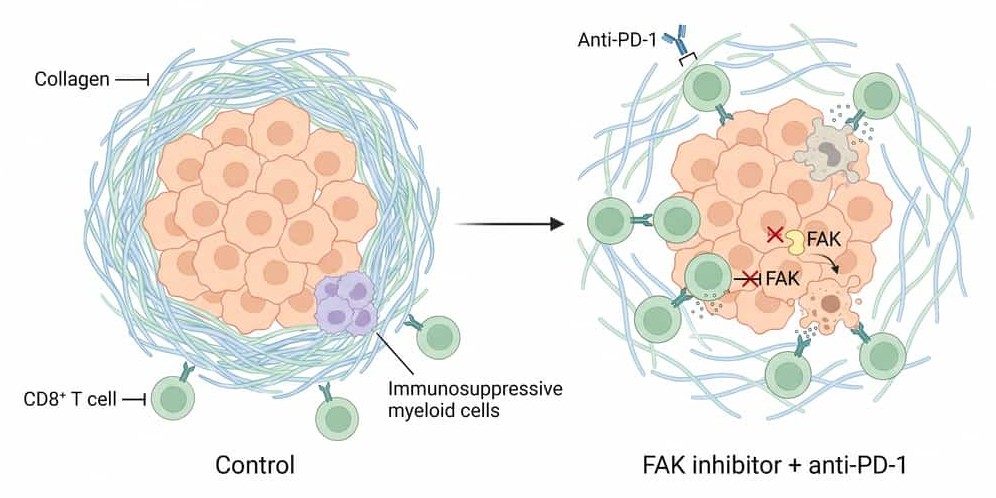 Collagen
CD8⁺ T cell
Immunosuppressive
myeloid cells
Control
Anti-PD-1
FAK
FAK
FAK inhibitor + anti-PD-1